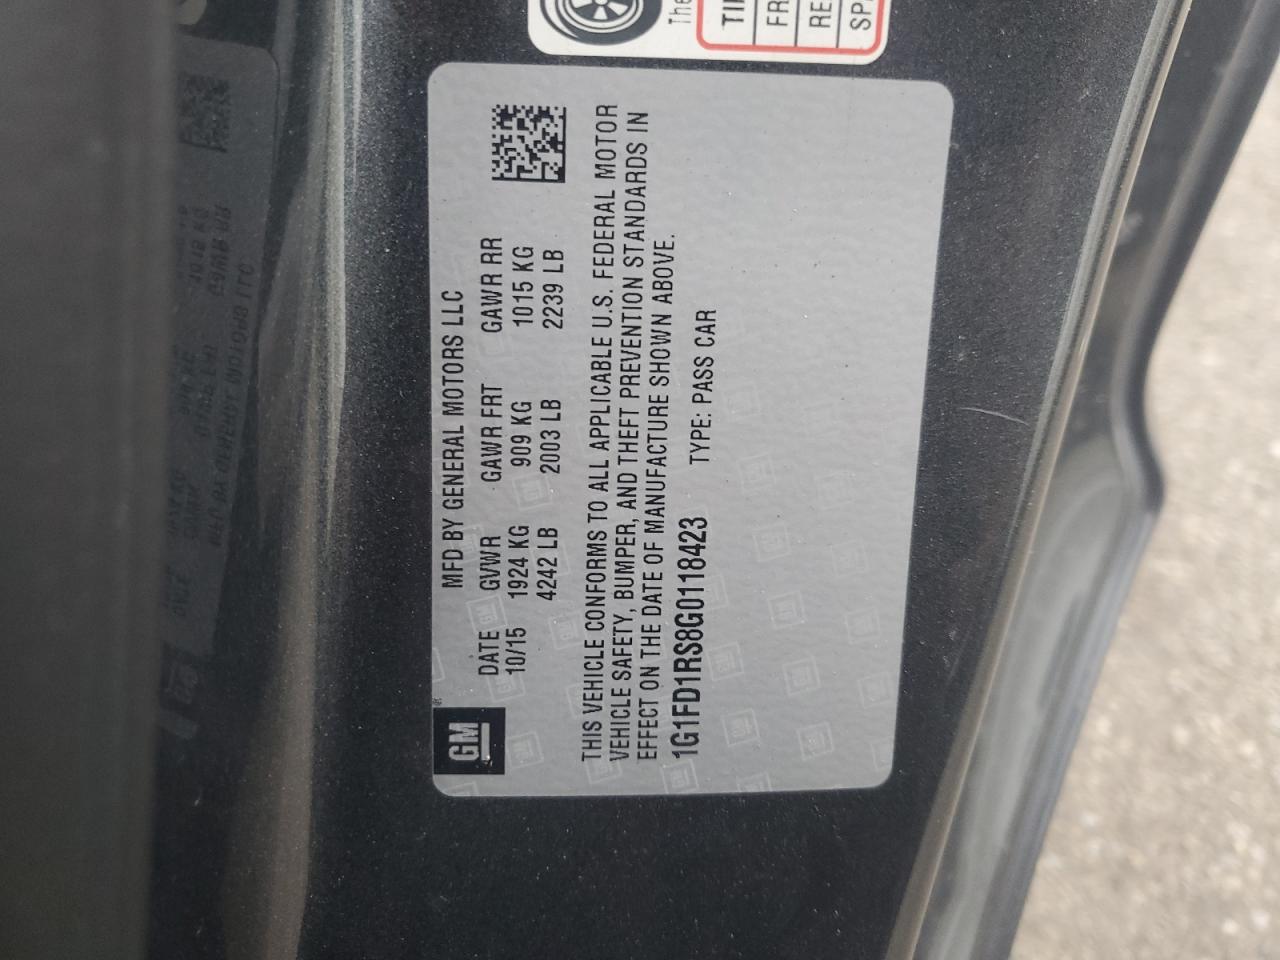 GM
MFD BY GENERAL MOTORS LLC
DATE GVWR GAWR FRT GAWR RR
10/15 1924 KG 909 KG 1015 KG
4242 LB 2003 LB 2239 LB
THIS VEHICLE CONFORMS TO ALL APPLICABLE U.S. FEDERAL MOTOR
VEHICLE SAFETY, BUMPER, AND THEFT PREVENTION STANDARDS IN
EFFECT ON THE DATE OF MANUFACTURE SHOWN ABOVE.
1G1FD1RS8G0118423 TYPE: PASS CAR
The